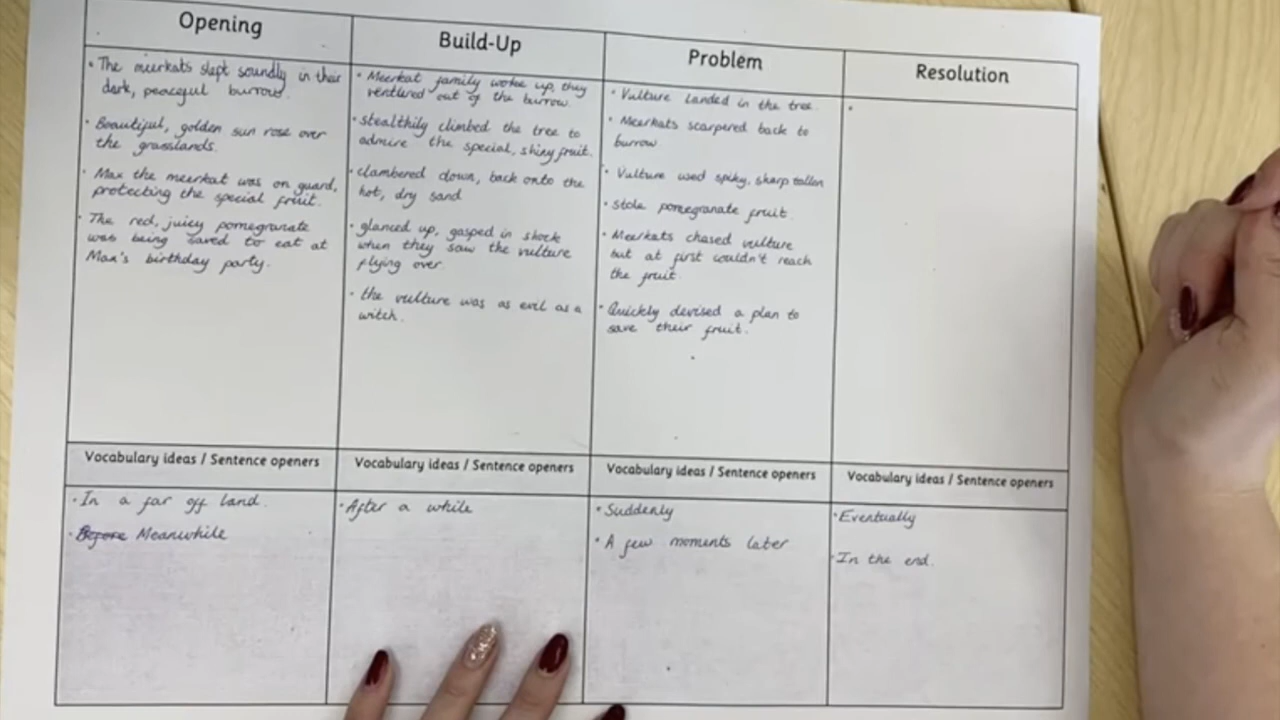 Opening
• The meerkats slept soundly in their
dark, peaceful burrow.
• Beautiful, golden sun rose over
the grasslands.
• Max the meerkat was on guard,
protecting the special fruit.
• The red, juicy pomegranate
was being saved to eat at
Max's birthday party.
Build-Up
• Meerkat family woke up, they
ventured out of the burrow.
• stealthily climbed the tree to
admire the special, shiny fruit.
• clambered down, back onto the
hot, dry sand
• glanced up, gasped in shock
when they saw the vulture
flying over.
• the vulture was as evil as a
witch.
Problem
• Vulture landed in the tree.
• Meerkats scarpered back to
burrow
• Vulture used spiky, sharp tallon
• stole pomegranate fruit.
• Meerkats chased vulture
but at first couldn't reach
the fruit.
• Quickly devised a plan to
save their fruit.
Resolution
•
Vocabulary ideas / Sentence openers
• In a far off land.
• Before Meanwhile
Vocabulary ideas / Sentence openers
• After a while
Vocabulary ideas / Sentence openers
• Suddenly
• A few moments later
Vocabulary ideas / Sentence openers
• Eventually
• In the end.